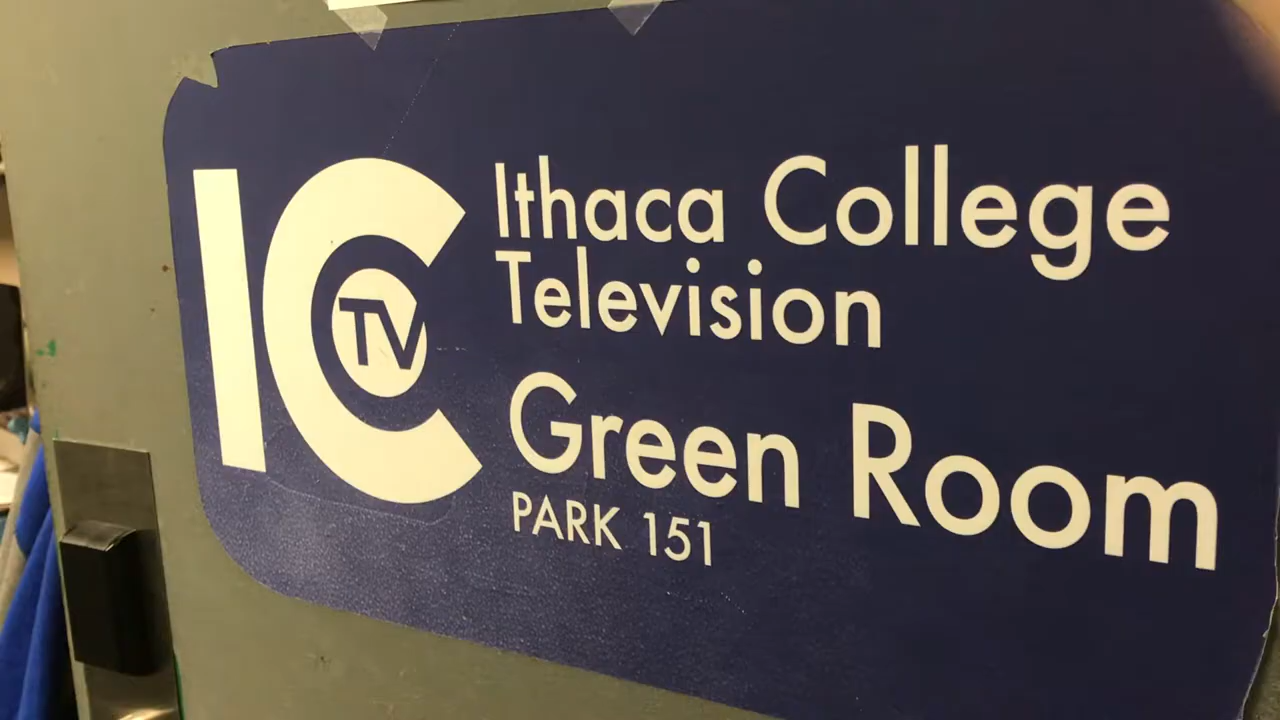 IC
TV
Ithaca College
Television
Green Room
PARK 151